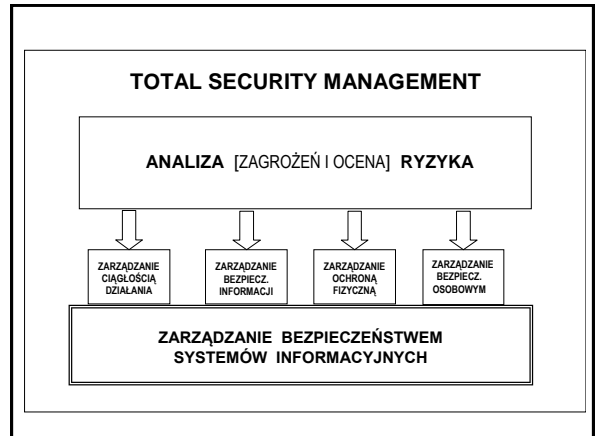 TOTAL SECURITY MANAGEMENT
ANALIZA [ZAGROŻEŃ I OCENA] RYZYKA
ZARZĄDZANIE
CIĄGŁOŚCIĄ
DZIAŁANIA
ZARZĄDZANIE
BEZPIECZ.
INFORMACJI
ZARZĄDZANIE
OCHRONĄ
FIZYCZNĄ
ZARZĄDZANIE
BEZPIECZ.
OSOBOWYM
ZARZĄDZANIE BEZPIECZEŃSTWEM
SYSTEMÓW INFORMACYJNYCH